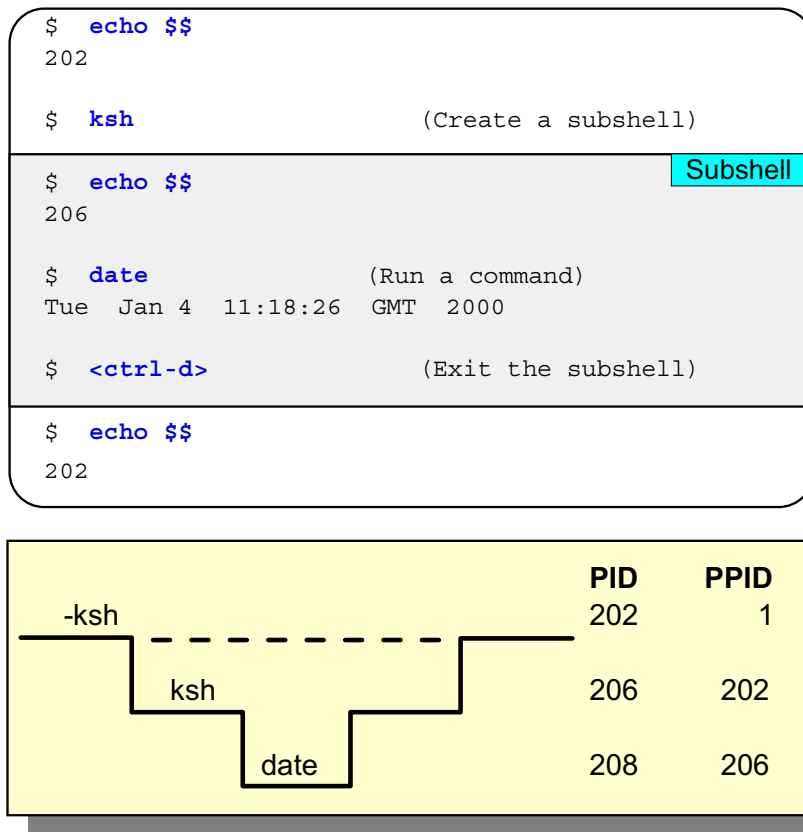 $ echo $$
202
$ ksh (Create a subshell)
Subshell
$ echo $$
206
$ date (Run a command)
Tue Jan 4 11:18:26 GMT 2000
$ <ctrl-d> (Exit the subshell)
$ echo $$
202
PID PPID
-ksh 202 1
ksh 206 202
date 208 206